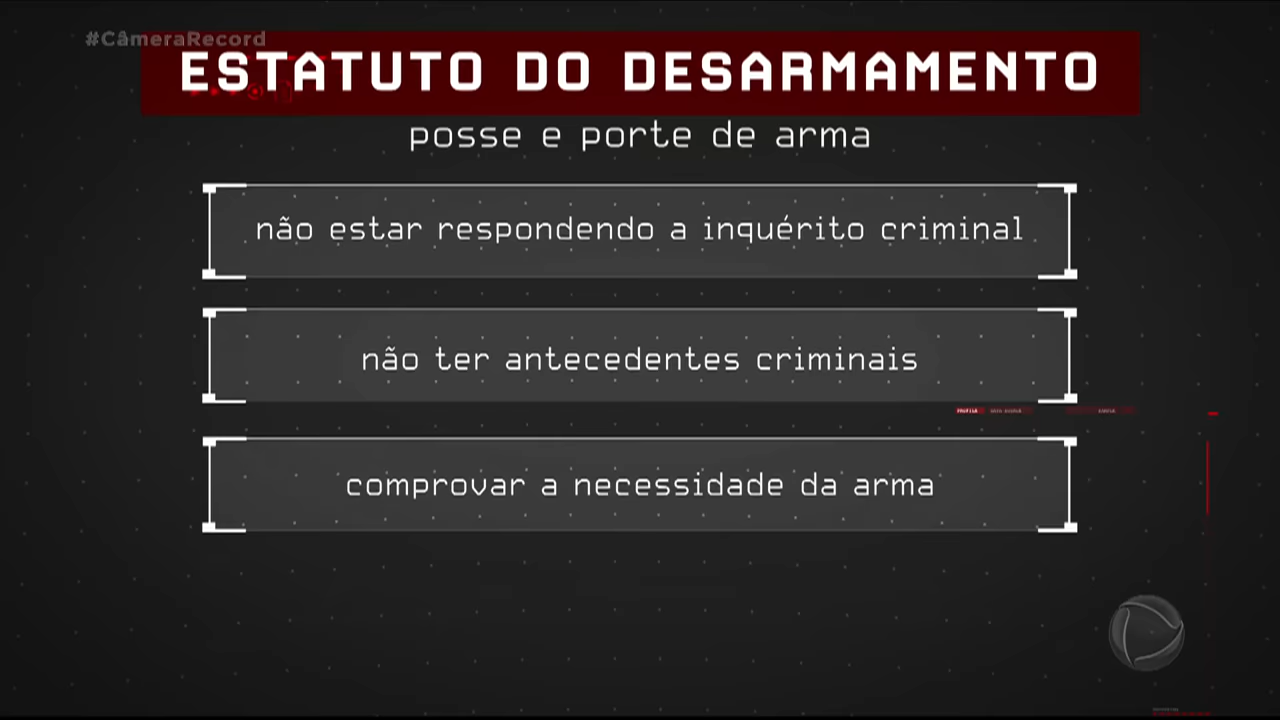 #CâmeraRecord
ESTATUTO DO DESARMAMENTO
posse e porte de arma
não estar respondendo a inquérito criminal
não ter antecedentes criminais
comprovar a necessidade da arma